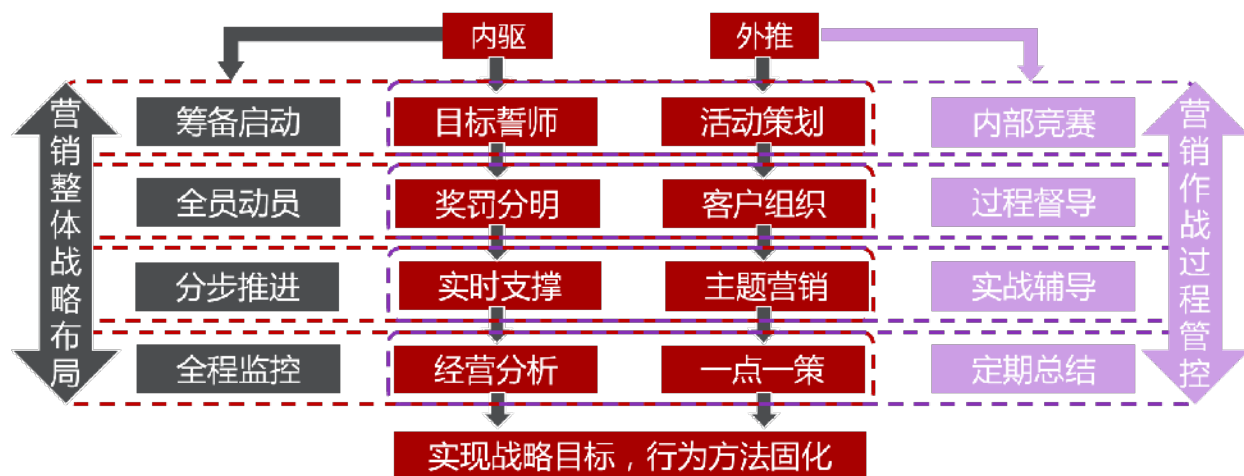 内驱
外推
营销整体战略布局
筹备启动
目标誓师
活动策划
内部竞赛
营销作战过程管控
全员动员
奖罚分明
客户组织
过程督导
分步推进
实时支撑
主题营销
实战辅导
全程监控
经营分析
一点一策
定期总结
实现战略目标，行为方法固化